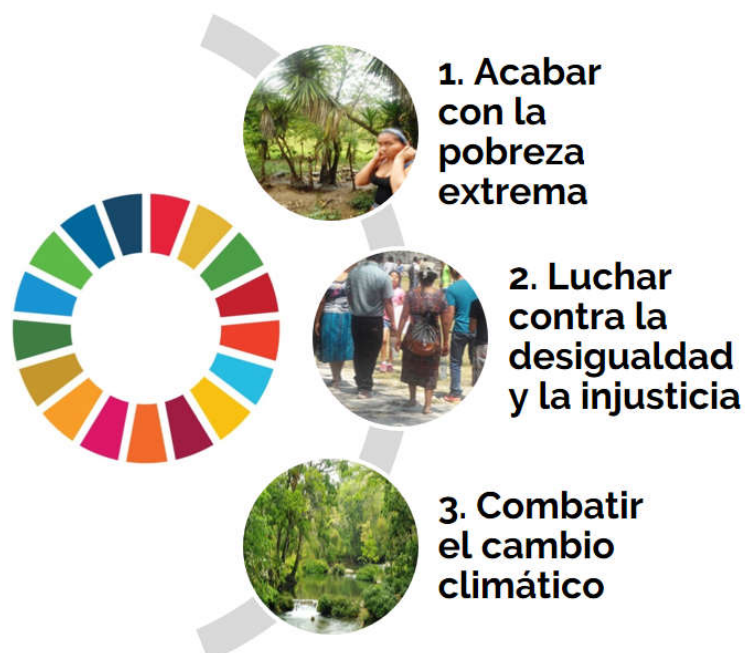 1. Acabar
con la
pobreza
extrema
2. Luchar
contra la
desigualdad
y la injusticia
3. Combatir
el cambio
climático